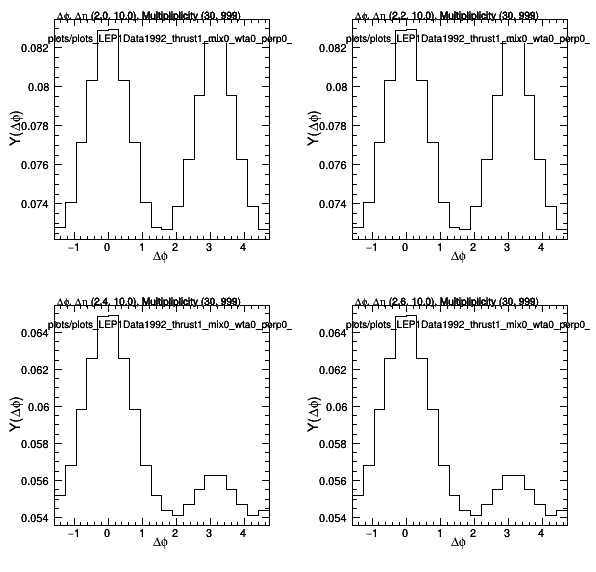 Δϕ, Δη (2.0, 10.0), Multipliplicity (30, 999)
plots/plots_LEP1Data1992_thrust1_mix0_wta0_perp0_
0.082
0.08
0.078
0.076
0.074
Y(Δϕ)
−1 0 1 2 3 4
Δϕ
Δϕ, Δη (2.2, 10.0), Multipliplicity (30, 999)
plots/plots_LEP1Data1992_thrust1_mix0_wta0_perp0_
0.082
0.08
0.078
0.076
0.074
Y(Δϕ)
−1 0 1 2 3 4
Δϕ
Δϕ, Δη (2.4, 10.0), Multipliplicity (30, 999)
plots/plots_LEP1Data1992_thrust1_mix0_wta0_perp0_
0.064
0.062
0.06
0.058
0.056
0.054
Y(Δϕ)
−1 0 1 2 3 4
Δϕ
Δϕ, Δη (2.6, 10.0), Multipliplicity (30, 999)
plots/plots_LEP1Data1992_thrust1_mix0_wta0_perp0_
0.064
0.062
0.06
0.058
0.056
0.054
Y(Δϕ)
−1 0 1 2 3 4
Δϕ